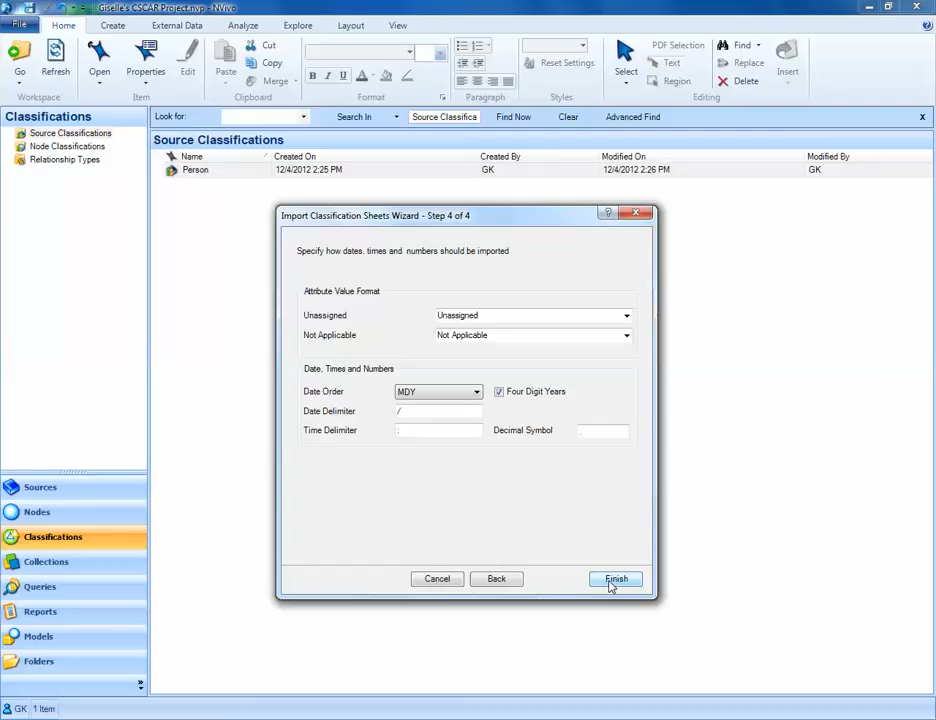 Giselle's CSCAR Project.nvp - NVivo
File Home Create External Data Analyze Explore Layout View
Go Refresh Open Properties Edit Paste Cut Copy Merge B I U Reset Settings Select PDF Selection Text Region Find Replace Delete Insert
Workspace Item Clipboard Format Paragraph Styles Editing
Classifications
Look for: Search In Source Classifica Find Now Clear Advanced Find x
Source Classifications
Node Classifications
Relationship Types
Source Classifications
Name Created On Created By Modified On Modified By
Person 12/4/2012 2:25 PM GK 12/4/2012 2:26 PM GK
Import Classification Sheets Wizard - Step 4 of 4
Specify how dates, times and numbers should be imported
Attribute Value Format
Unassigned Unassigned
Not Applicable Not Applicable
Date, Times and Numbers
Date Order MDY Four Digit Years
Date Delimiter /
Time Delimiter : Decimal Symbol .
Cancel Back Finish
Sources
Nodes
Classifications
Collections
Queries
Reports
Models
Folders
GK 1 Item